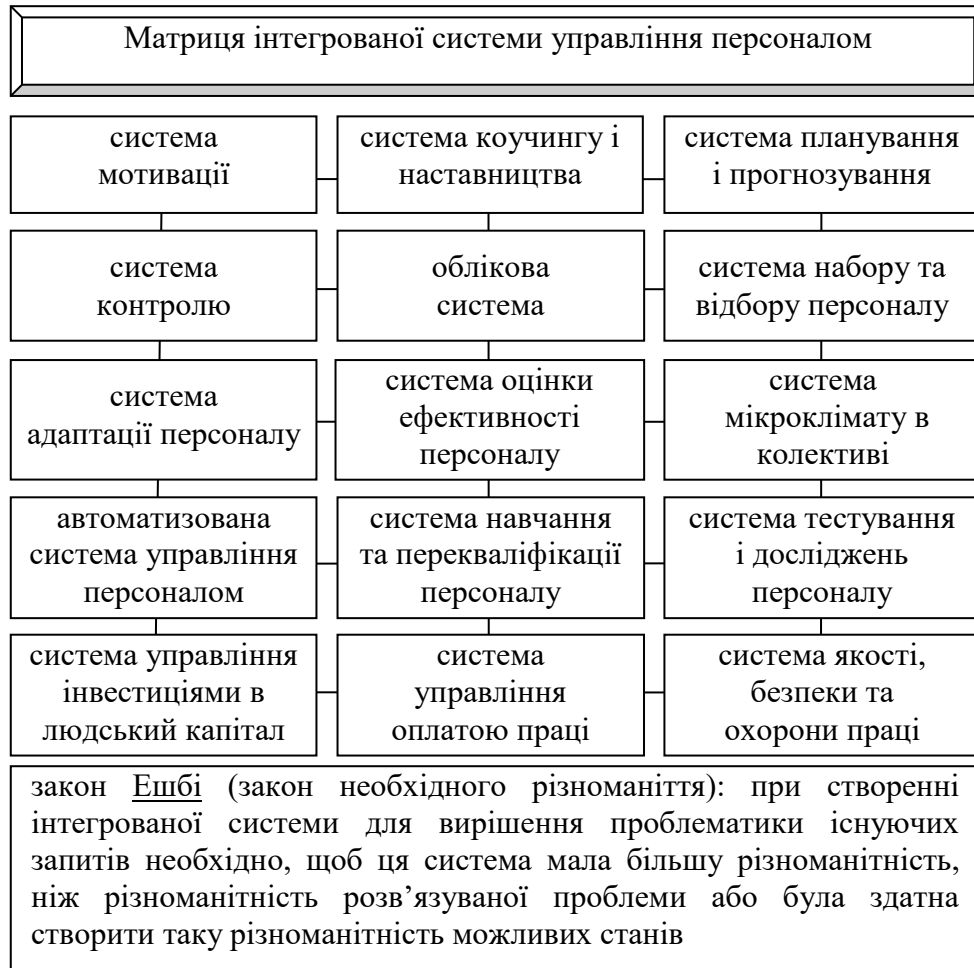 Матриця інтегрованої системи управління персоналом
система
мотивації
система коучингу і
наставництва
система планування
і прогнозування
система
контролю
облікова
система
система набору та
відбору персоналу
система
адаптації персоналу
система оцінки
ефективності
персоналу
система
мікроклімату в
колективі
автоматизована
система управління
персоналом
система навчання
та перекваліфікації
персоналу
система тестування
і досліджень
персоналу
система управління
інвестиціями в
людський капітал
система
управління
оплатою праці
система якості,
безпеки та
охорони праці
закон Ешбі (закон необхідного різноманіття): при створенні
інтегрованої системи для вирішення проблематики існуючих
запитів необхідно, щоб ця система мала більшу різноманітність,
ніж різноманітність розв’язуваної проблеми або була здатна
створити таку різноманітність можливих станів